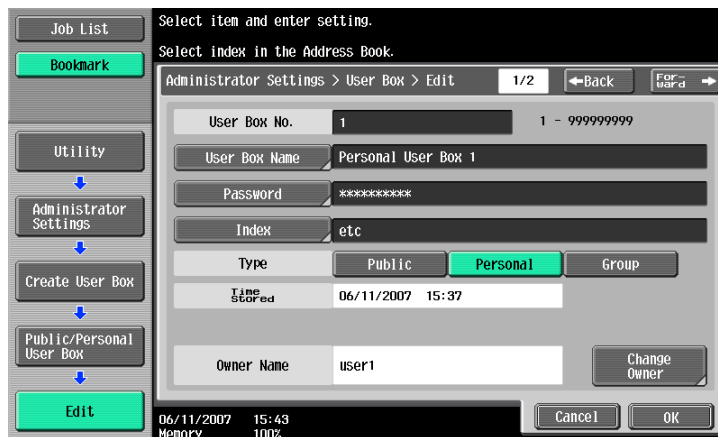 Job List
Bookmark
Utility
Administrator
Settings
Create User Box
Public/Personal
User Box
Edit
Select item and enter setting.
Select index in the Address Book.
Administrator Settings > User Box > Edit
1/2
←Back
For-
ward →
User Box No.
1
1 - 999999999
User Box Name
Personal User Box 1
Password
**********
Index
etc
Type
Public
Personal
Group
Time
Stored
06/11/2007 15:37
Owner Name
user1
Change
Owner
06/11/2007 15:43
Memory 100%
Cancel
OK